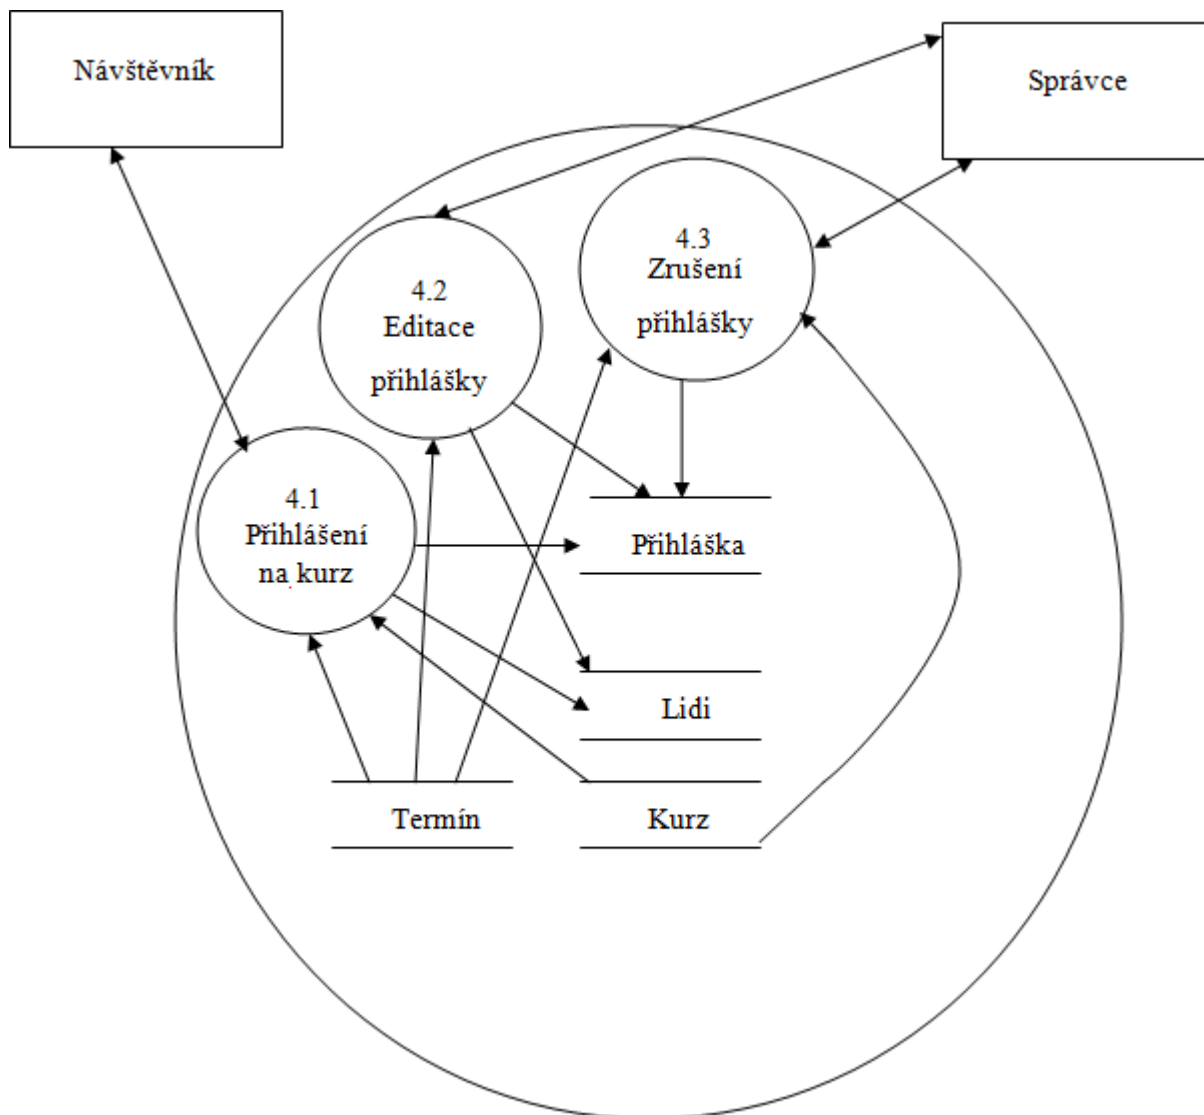 Návštěvník
Správce
4.3
Zrušení
přihlášky
4.2
Editace
přihlášky
4.1
Přihlášení
na kurz
Přihláška
Lidi
Termín
Kurz